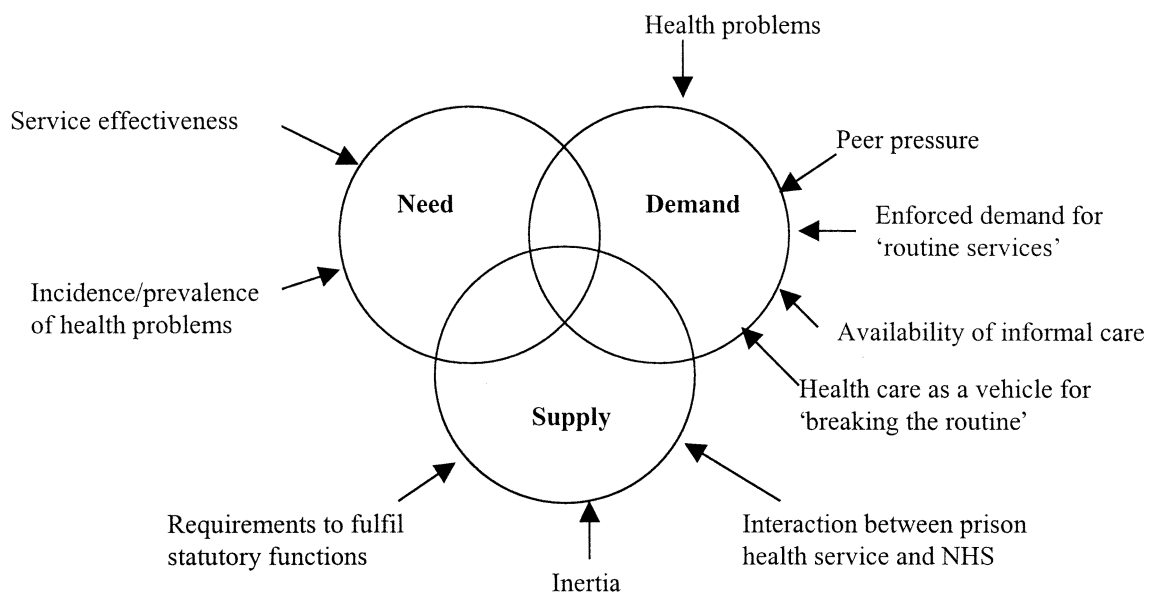 Health problems
Service effectiveness
Peer pressure
Need
Demand
Enforced demand for
‘routine services’
Incidence/prevalence
of health problems
Availability of informal care
Health care as a vehicle for
‘breaking the routine’
Supply
Requirements to fulfil
statutory functions
Interaction between prison
health service and NHS
Inertia